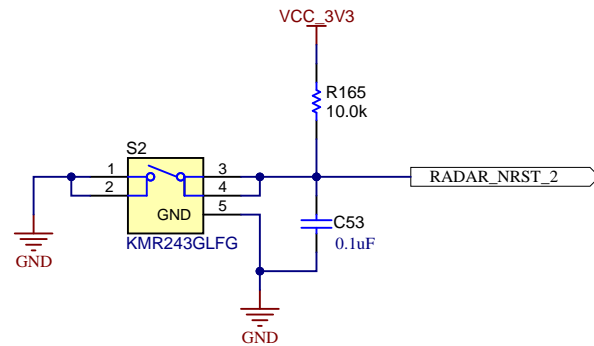 VCC_3V3
R165
10.0k
S2
1
2
3
4
5
GND
KMR243GLFG
RADAR_NRST_2
C53
0.1uF
GND
GND